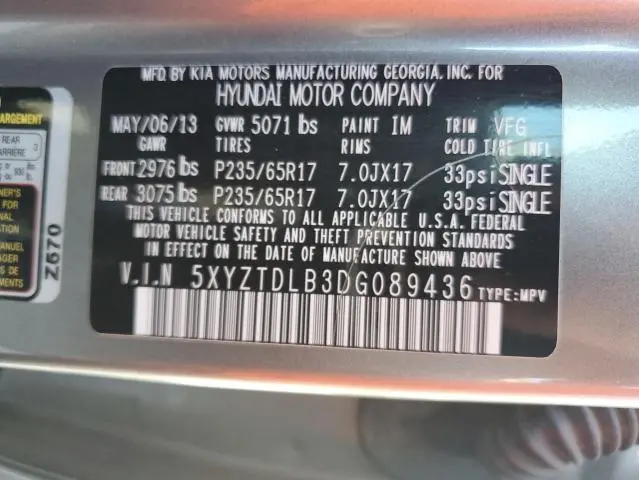 MFD BY KIA MOTORS MANUFACTURING GEORGIA, INC. FOR
HYUNDAI MOTOR COMPANY
MAY/06/13 GVWR 5071 lbs PAINT IM TRIM VFG
GAWR TIRES RIMS COLD TIRE INFL
FRONT 2976 lbs P235/65R17 7.0JX17 33psi SINGLE
REAR 3075 lbs P235/65R17 7.0JX17 33psi SINGLE
THIS VEHICLE CONFORMS TO ALL APPLICABLE U.S.A. FEDERAL
MOTOR VEHICLE SAFETY AND THEFT PREVENTION STANDARDS
IN EFFECT ON THE DATE OF MANUFACTURE SHOWN ABOVE
V.I.N 5XYZTDLB3DG089436 TYPE:MPV
REAR
3
Z670